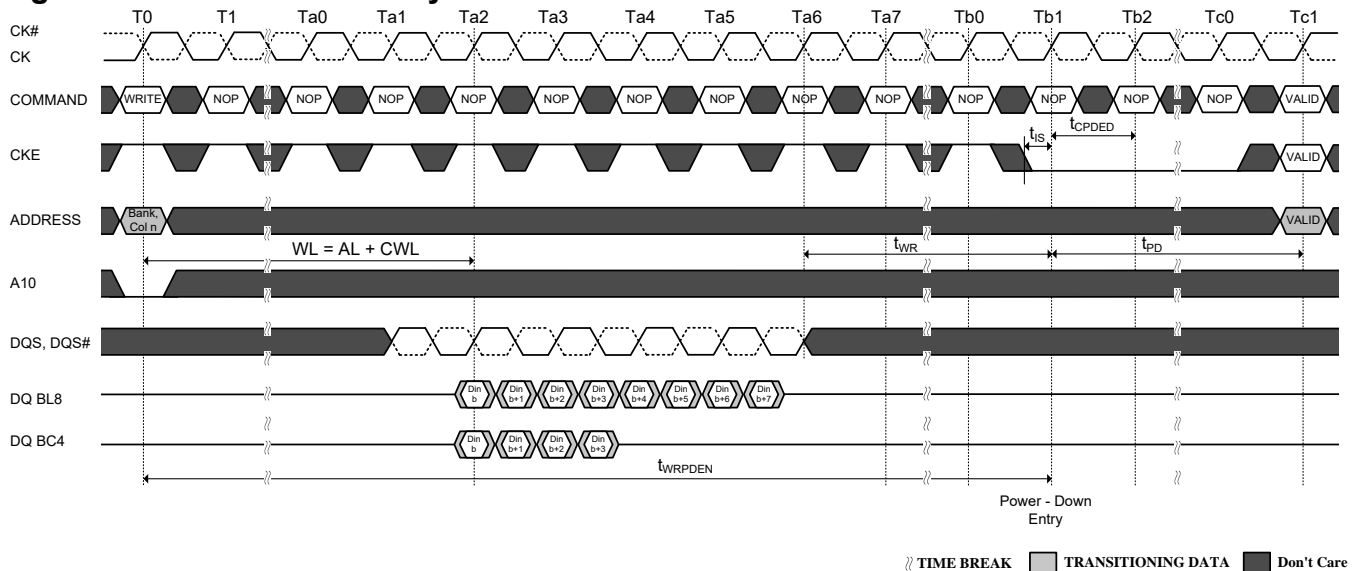 T0 T1 Ta0 Ta1 Ta2 Ta3 Ta4 Ta5 Ta6 Ta7 Tb0 Tb1 Tb2 Tc0 Tc1
CK#
CK
COMMAND WRITE NOP NOP NOP NOP NOP NOP NOP NOP NOP NOP NOP NOP NOP VALID
tIS tCPDED
CKE VALID
ADDRESS Bank, Col n VALID
WL = AL + CWL tWR tPD
A10
DQS, DQS#
DQ BL8 Din b Din b+1 Din b+2 Din b+3 Din b+4 Din b+5 Din b+6 Din b+7
DQ BC4 Din b Din b+1 Din b+2 Din b+3
tWRPDEN
Power - Down
Entry
TIME BREAK TRANSITIONING DATA Don't Care